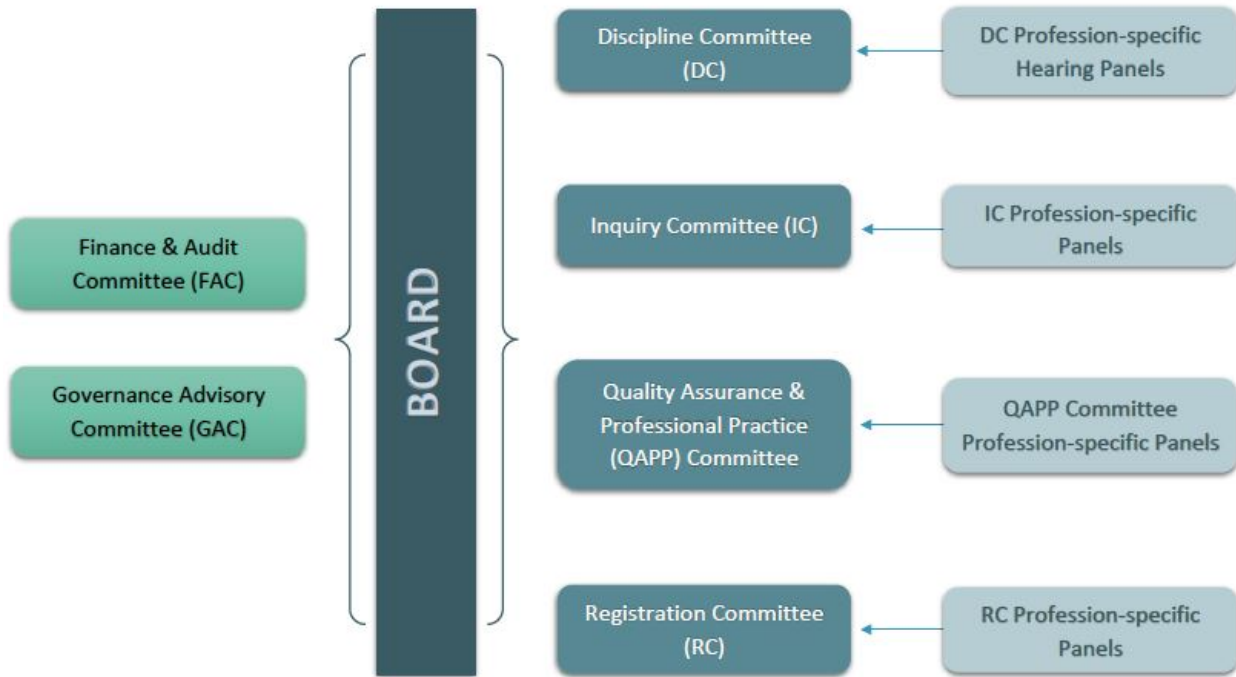 Finance & Audit
Committee (FAC)
Governance Advisory
Committee (GAC)
BOARD
Discipline Committee
(DC)
DC Profession-specific
Hearing Panels
Inquiry Committee (IC)
IC Profession-specific
Panels
Quality Assurance &
Professional Practice
(QAPP) Committee
QAPP Committee
Profession-specific Panels
Registration Committee
(RC)
RC Profession-specific
Panels